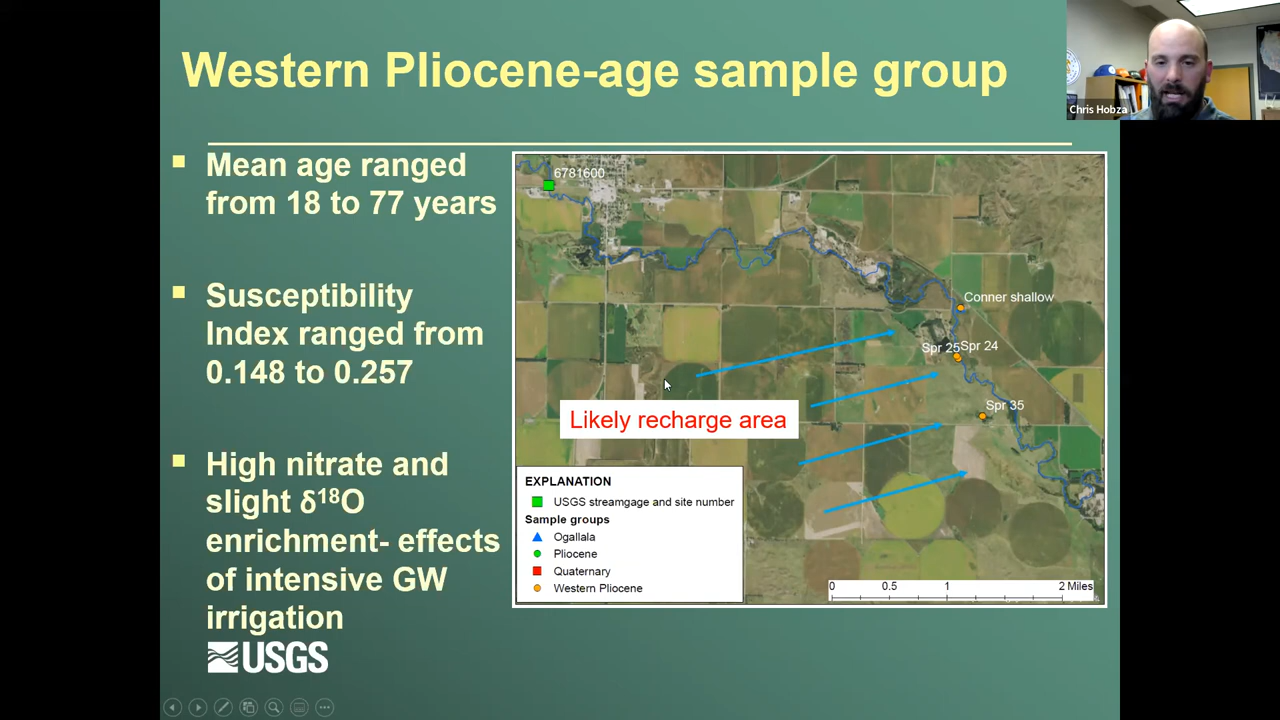 Western Pliocene-age sample group
Chris Hobza
▪ Mean age ranged
from 18 to 77 years
▪ Susceptibility
Index ranged from
0.148 to 0.257
▪ High nitrate and
slight δ¹⁸O
enrichment- effects
of intensive GW
irrigation
USGS
6781600
Conner shallow
Spr 25
Spr 24
Spr 35
Likely recharge area
EXPLANATION
USGS streamgage and site number
Sample groups
Ogallala
Pliocene
Quaternary
Western Pliocene
0 0.5 1 2 Miles